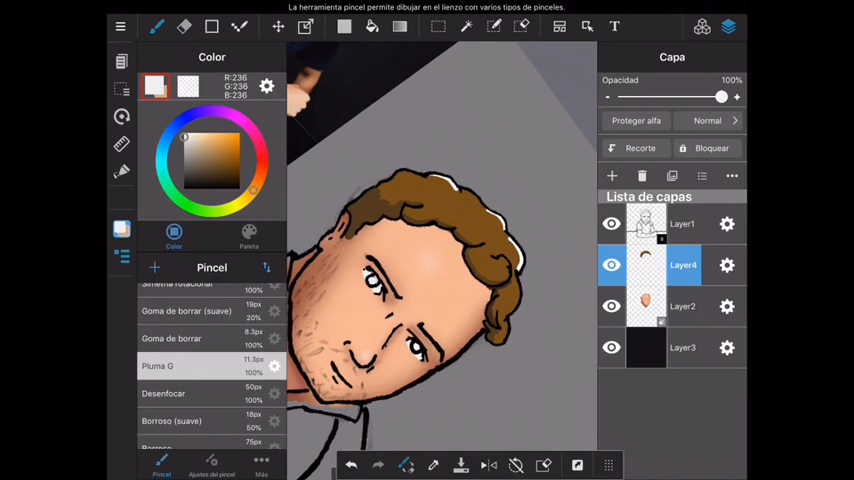 La herramienta pincel permite dibujar en el lienzo con varios tipos de pinceles.
T
Color
R:236
G:236
B:236
Color
Paleta
Pincel
Simetría rotacional
100%
Goma de borrar (suave)
19px
20%
Goma de borrar
8.3px
100%
Pluma G
11.3px
100%
Desenfocar
50px
100%
Borroso (suave)
18px
50%
Borroso
75px
Pincel
Ajustes del pincel
Más
Capa
Opacidad
100%
Proteger alfa
Normal
Recorte
Bloquear
Lista de capas
Layer1
Layer4
Layer2
Layer3